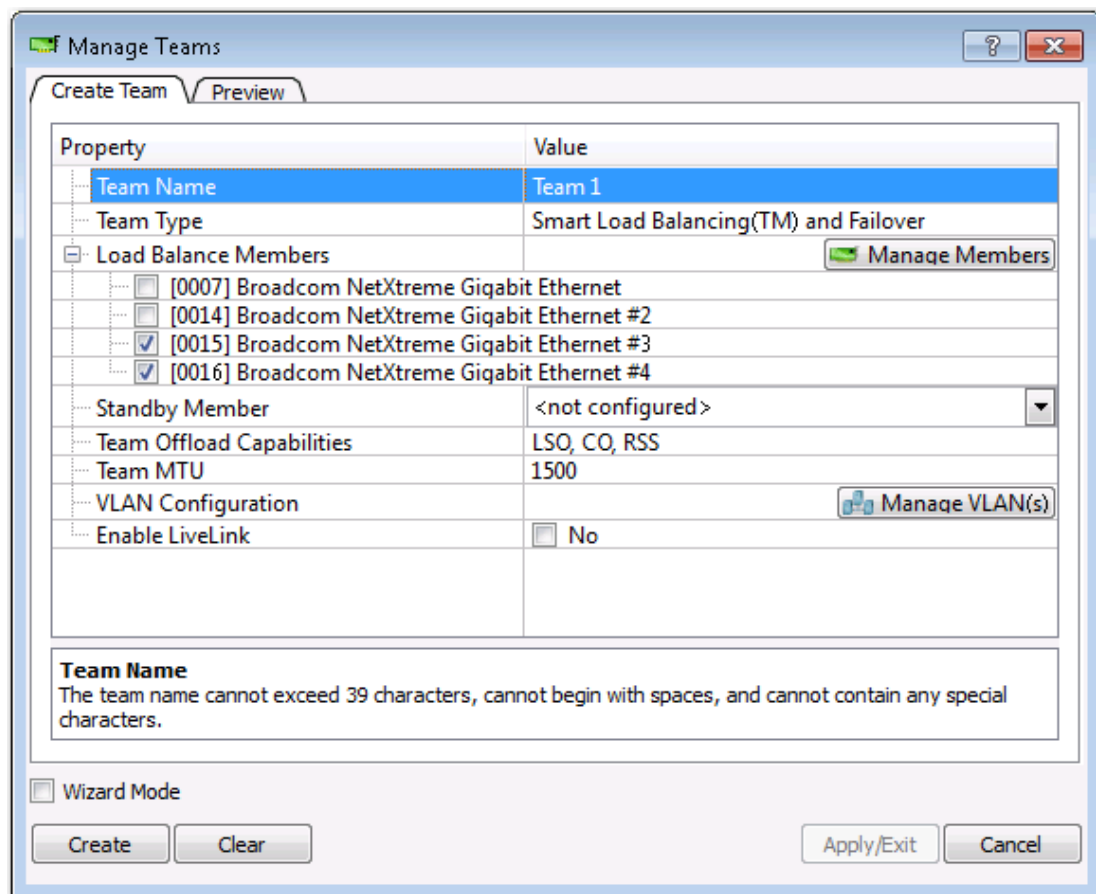 Manage Teams
Create Team Preview
Property Value
Team Name Team 1
Team Type Smart Load Balancing(TM) and Failover
Load Balance Members Manage Members
[0007] Broadcom NetXtreme Gigabit Ethernet
[0014] Broadcom NetXtreme Gigabit Ethernet #2
[0015] Broadcom NetXtreme Gigabit Ethernet #3
[0016] Broadcom NetXtreme Gigabit Ethernet #4
Standby Member <not configured>
Team Offload Capabilities LSO, CO, RSS
Team MTU 1500
VLAN Configuration Manage VLAN(s)
Enable LiveLink No
Team Name
The team name cannot exceed 39 characters, cannot begin with spaces, and cannot contain any special
characters.
Wizard Mode
Create Clear Apply/Exit Cancel